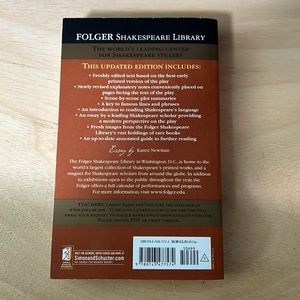 FOLGER SHAKESPEARE LIBRARY
THE WORLD'S LEADING CENTER
FOR SHAKESPEARE STUDIES
THIS UPDATED EDITION INCLUDES:
• Freshly edited text based on the best early
printed version of the play
• Newly revised explanatory notes conveniently placed on
pages facing the text of the play
• Scene-by-scene plot summaries
• A key to famous lines and phrases
• An introduction to reading Shakespeare's language
• An essay by a leading Shakespeare scholar providing a
modern perspective on the play
• Fresh images from the Folger Shakespeare
Library's vast holdings of rare books
• An up-to-date annotated guide to further reading
Essay by Karen Newman
The Folger Shakespeare Library in Washington, D.C., is home to the
world's largest collection of Shakespeare's printed works, and a
magnet for Shakespeare scholars from around the globe. In addition
to exhibitions open to the public throughout the year, the
Folger offers a full calendar of performances and programs.
For more information, visit www.folger.edu.
SimonandSchuster.com